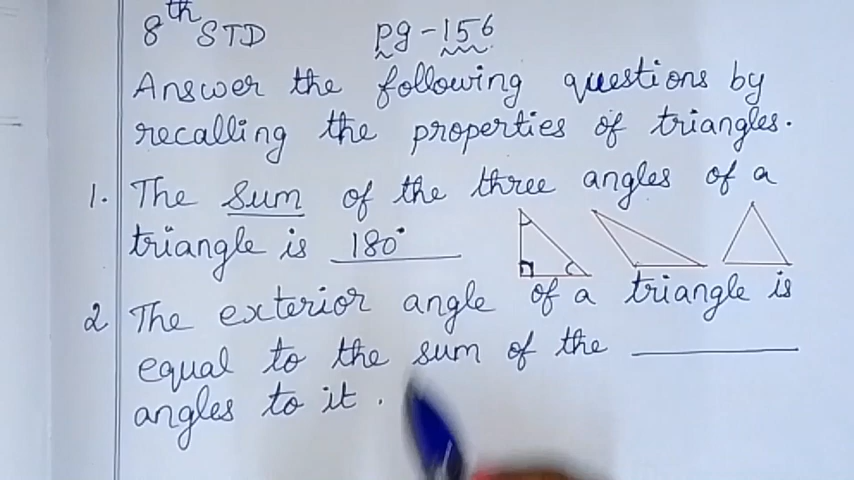 8th STD pg-156
Answer the following questions by
recalling the properties of triangles.
1. The sum of the three angles of a
triangle is 180°
2 The exterior angle of a triangle is
equal to the sum of the ________
angles to it.